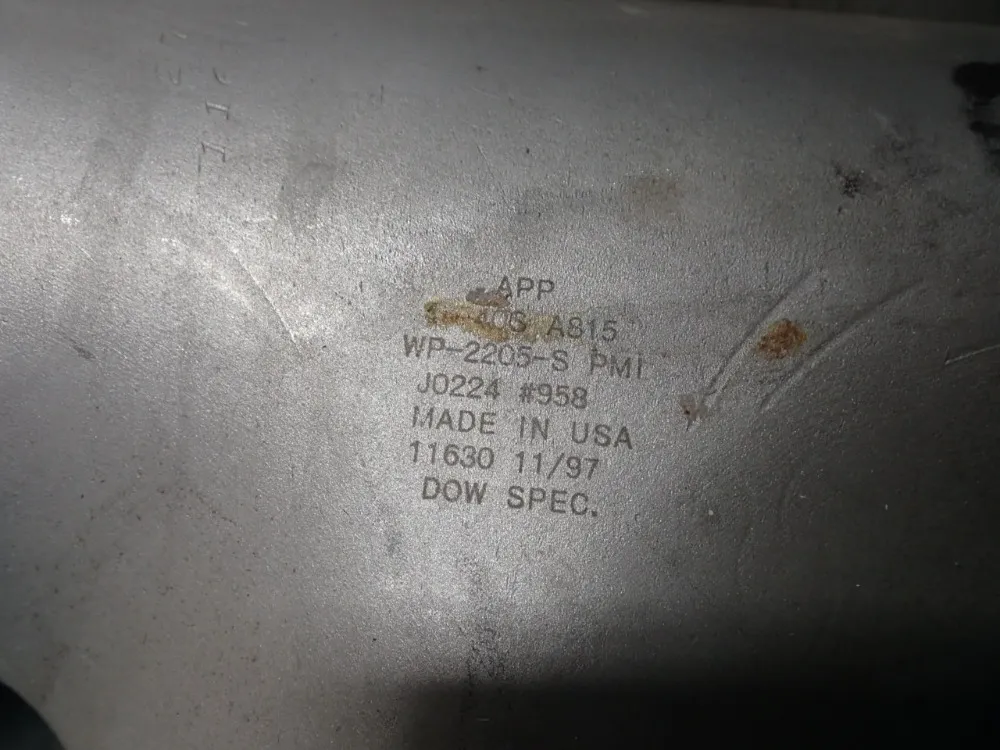 APP
40S A815
WP-2205-S PMI
J0224 #958
MADE IN USA
11630 11/97
DOW SPEC.